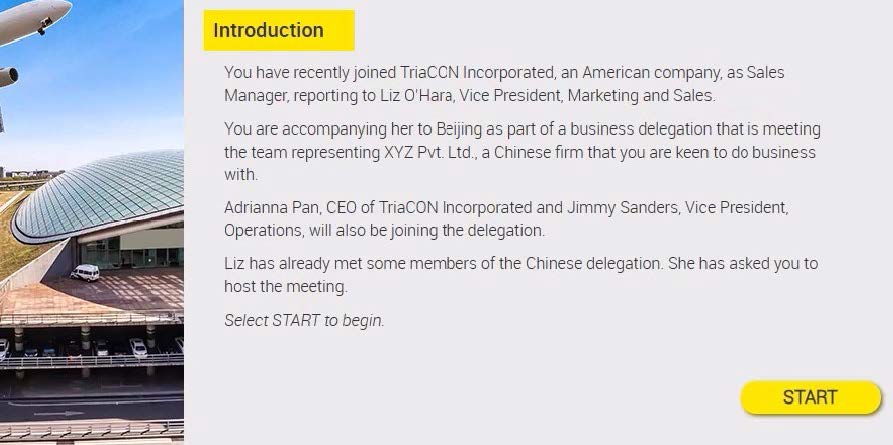 Introduction
You have recently joined TriaCCN Incorporated, an American company, as Sales
Manager, reporting to Liz O'Hara, Vice President, Marketing and Sales.
You are accompanying her to Beijing as part of a business delegation that is meeting
the team representing XYZ Pvt. Ltd., a Chinese firm that you are keen to do business
with.
Adrianna Pan, CEO of TriaCON Incorporated and Jimmy Sanders, Vice President,
Operations, will also be joining the delegation.
Liz has already met some members of the Chinese delegation. She has asked you to
host the meeting.
Select START to begin.
START